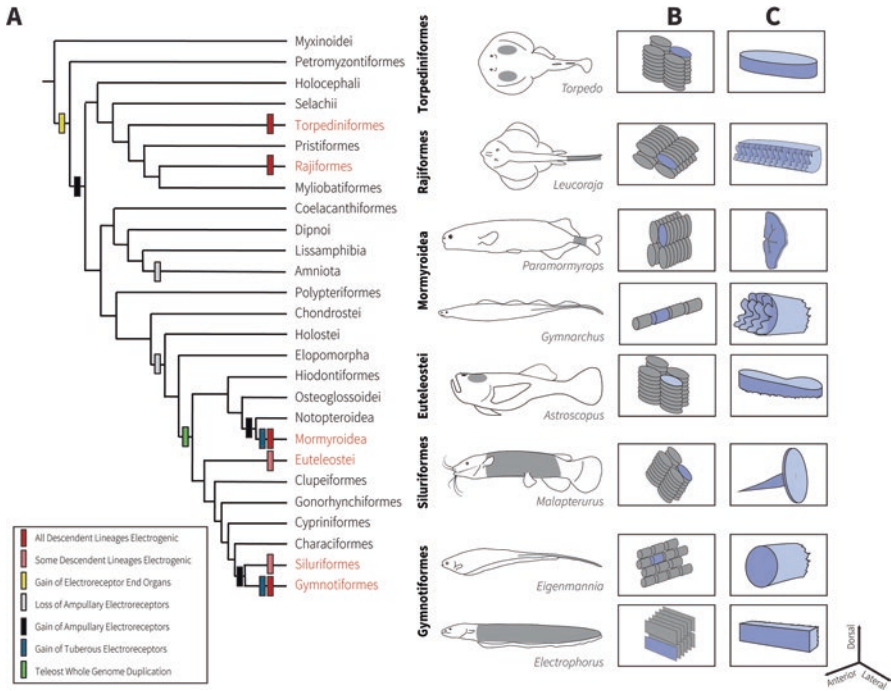 A
Myxinoidei
Petromyzontiformes
Holocephali
Selachii
Torpediniformes
Pristiformes
Rajiformes
Myliobatiformes
Coelacanthiformes
Dipnoi
Lissamphibia
Amniota
Polypteriformes
Chondrostei
Holostei
Elopomorpha
Hiodontiformes
Osteoglossoidei
Notopteroidea
Mormyroidea
Euteleostei
Clupeiformes
Gonorhynchiformes
Cypriniformes
Characiformes
Siluriformes
Gymnotiformes
All Descendent Lineages Electrogenic
Some Descendent Lineages Electrogenic
Gain of Electroreceptor End Organs
Loss of Ampullary Electroreceptors
Gain of Ampullary Electroreceptors
Gain of Tuberous Electroreceptors
Teleost Whole Genome Duplication
B
C
Torpediniformes
Torpedo
Rajiformes
Leucoraja
Mormyroidea
Paramormyrops
Gymnarchus
Euteleostei
Astroscopus
Siluriformes
Malapterurus
Gymnotiformes
Eigenmannia
Electrophorus
Dorsal
Anterior
Lateral